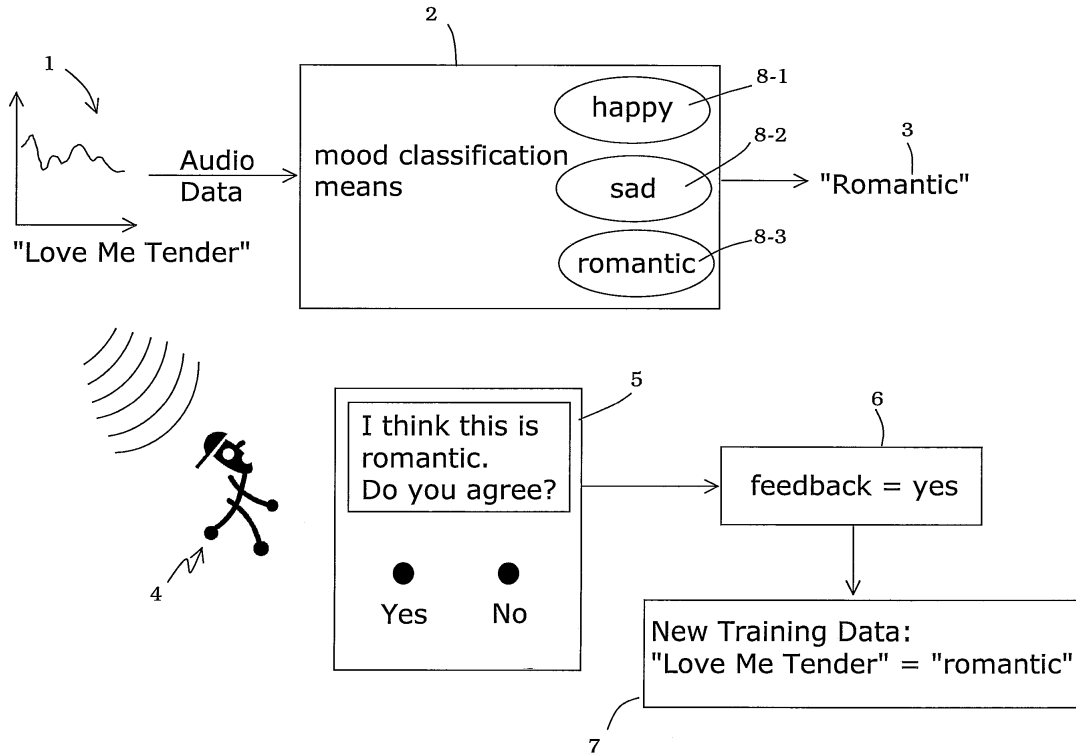 1
2
8-1
happy
8-2
3
Audio
Data
mood classification
means
sad
"Romantic"
"Love Me Tender"
8-3
romantic
5
6
I think this is
romantic.
Do you agree?
feedback = yes
4
Yes
No
New Training Data:
"Love Me Tender" = "romantic"
7